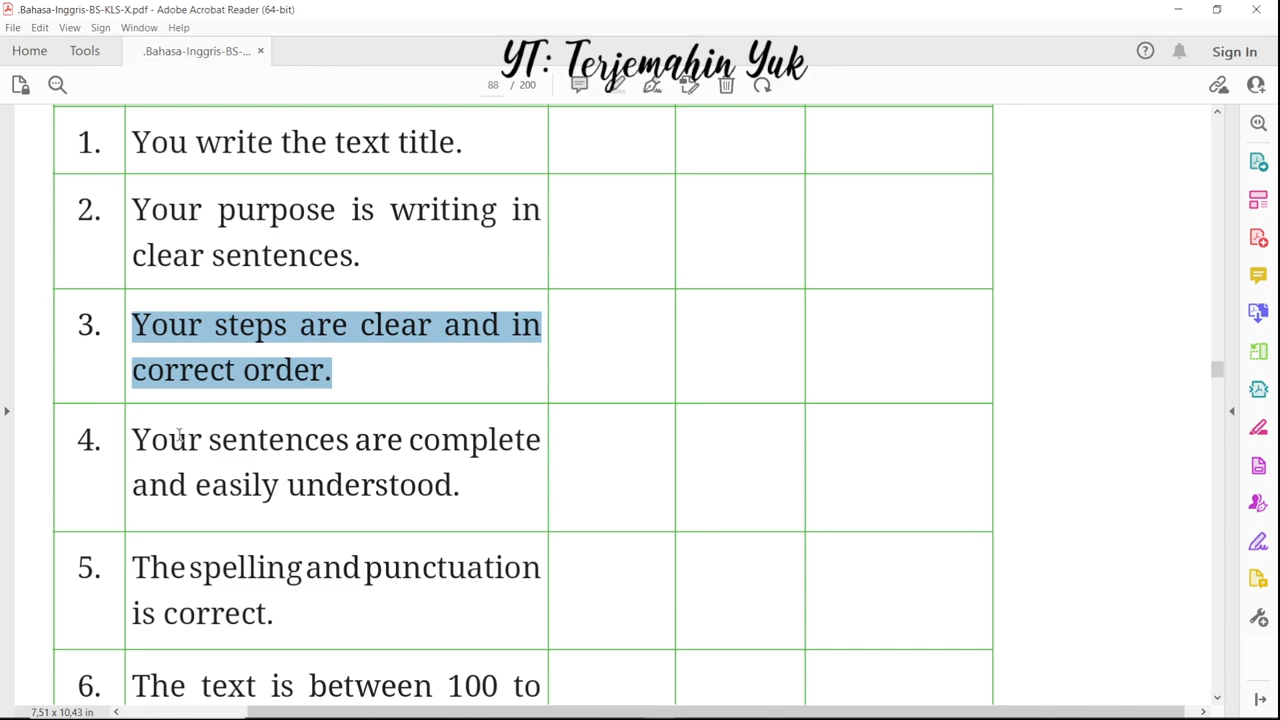 .Bahasa-Inggris-BS-KLS-X.pdf - Adobe Acrobat Reader (64-bit)
File Edit View Sign Window Help
Home Tools .Bahasa-Inggris-BS-... × Sign In
YT: Terjemahin Yuk
88 / 200
1. You write the text title.
2. Your purpose is writing in
clear sentences.
3. Your steps are clear and in
correct order.
4. Your sentences are complete
and easily understood.
5. The spelling and punctuation
is correct.
6. The text is between 100 to
7,51 x 10,43 in